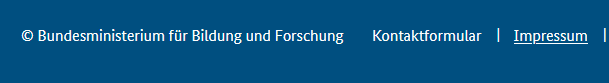 © Bundesministerium für Bildung und Forschung Kontaktformular | Impressum |